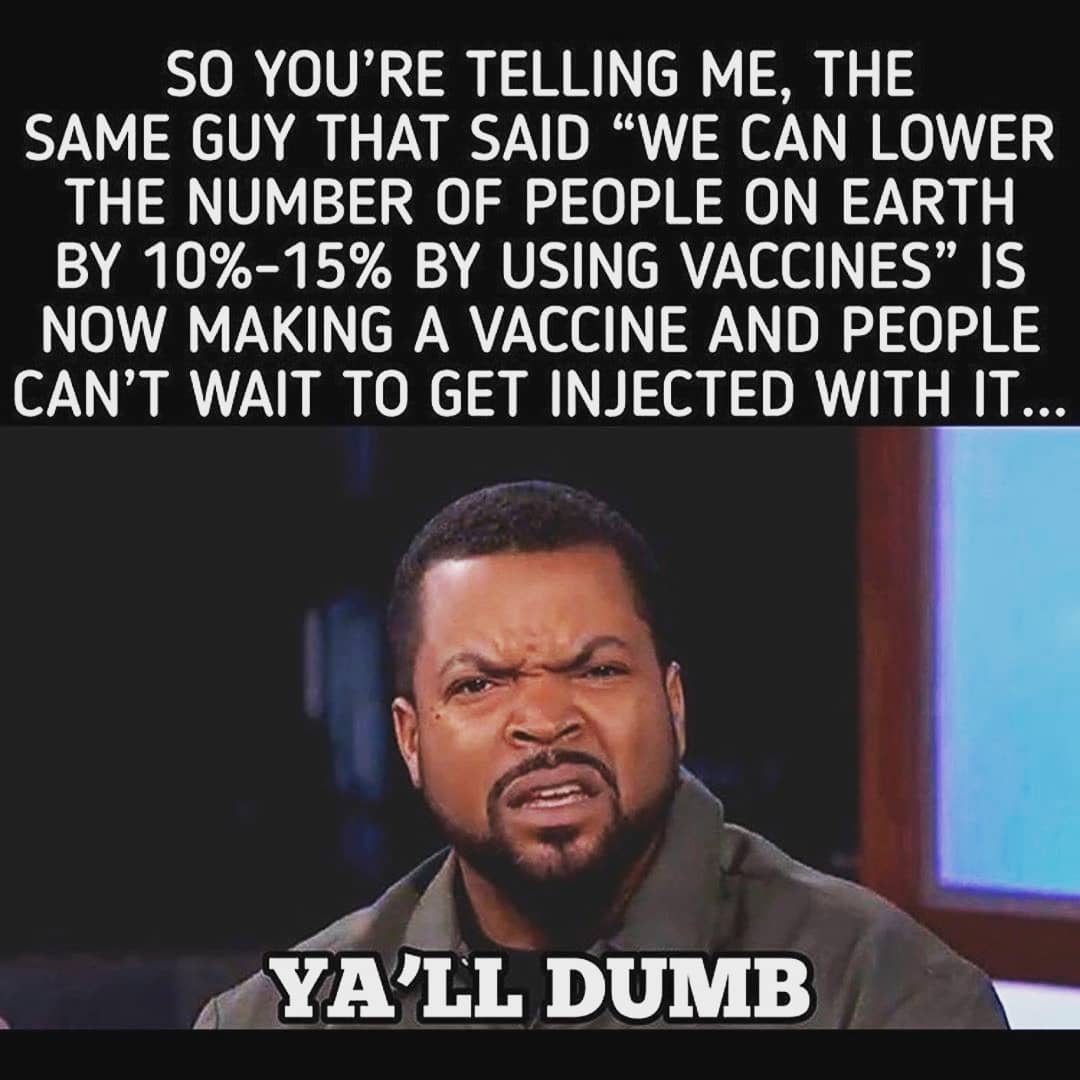 SO YOU’RE TELLING ME, THE
SAME GUY THAT SAID “WE CAN LOWER
THE NUMBER OF PEOPLE ON EARTH
BY 10%-15% BY USING VACCINES” IS
NOW MAKING A VACCINE AND PEOPLE
CAN’T WAIT TO GET INJECTED WITH IT...
YA’LL DUMB